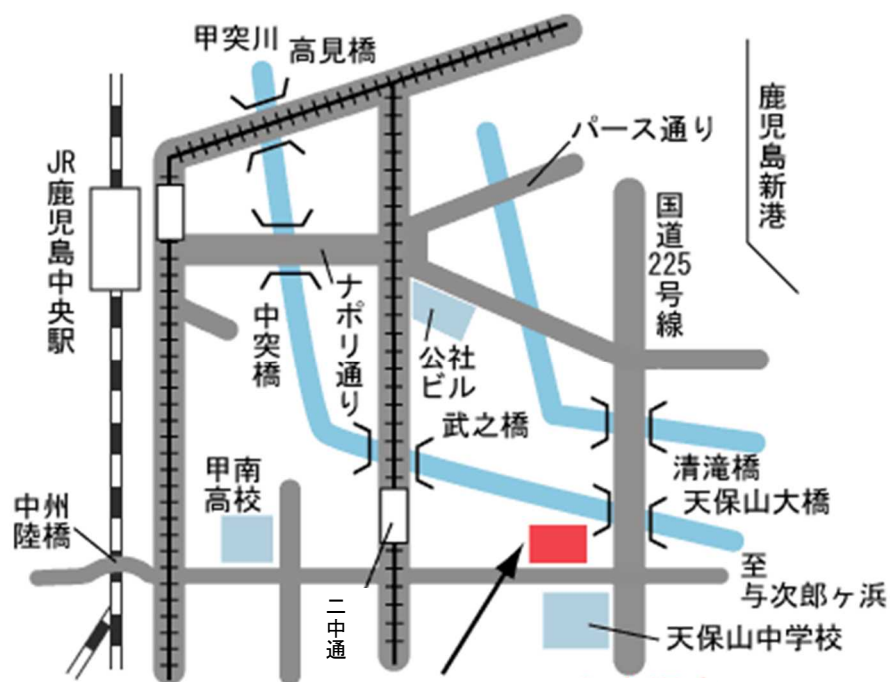 甲突川
高見橋
パース通り
鹿児島新港
JR鹿児島中央駅
国道225号線
中突橋
ナポリ通り
公社
ビル
武之橋
甲南
高校
清滝橋
天保山大橋
中州
陸橋
至
与次郎ヶ浜
二中通
天保山中学校